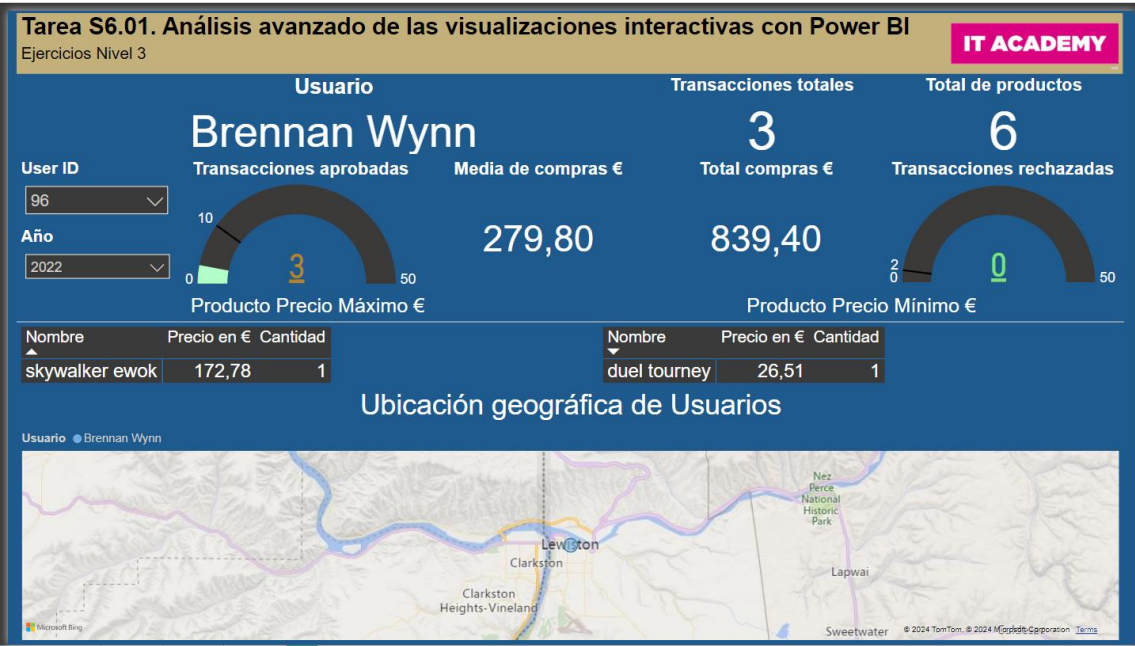 Tarea S6.01. Análisis avanzado de las visualizaciones interactivas con Power BI
Ejercicios Nivel 3
IT ACADEMY
Usuario
Brennan Wynn
Transacciones totales
3
Total de productos
6
User ID
96
Año
2022
Transacciones aprobadas
10
0
3
50
Media de compras €
279,80
Total compras €
839,40
Transacciones rechazadas
2
0
0
50
Producto Precio Máximo €
Nombre Precio en € Cantidad
skywalker ewok 172,78 1
Producto Precio Mínimo €
Nombre Precio en € Cantidad
duel tourney 26,51 1
Ubicación geográfica de Usuarios
Usuario Brennan Wynn
Nez
Perce
National
Historic
Park
Lewiston
Clarkston
Lapwai
Clarkston
Heights-Vineland
Sweetwater
Microsoft Bing
© 2024 TomTom, © 2024 Microsoft Corporation Terms